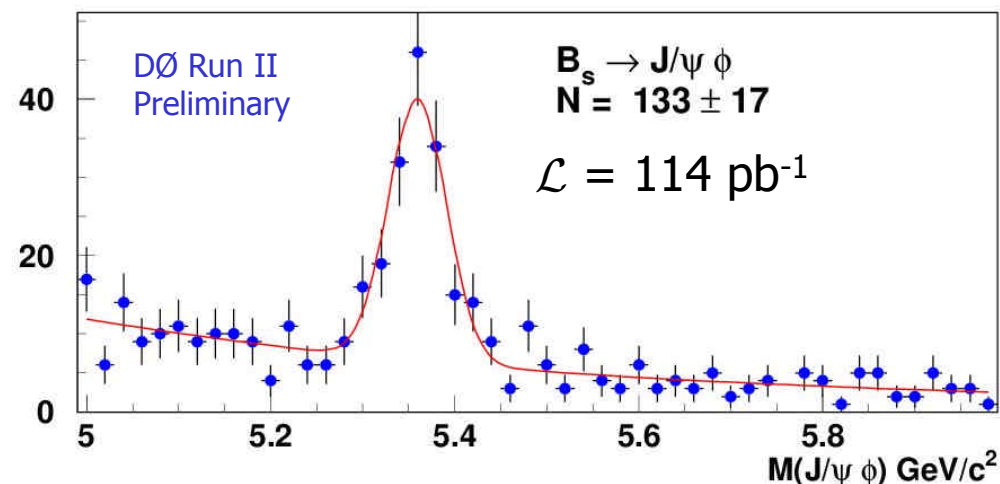 DØ Run II
Preliminary
B_s → J/ψ ϕ
N = 133 ± 17
ℒ = 114 pb⁻¹
40
20
0
5 5.2 5.4 5.6 5.8
M(J/ψ ϕ) GeV/c²